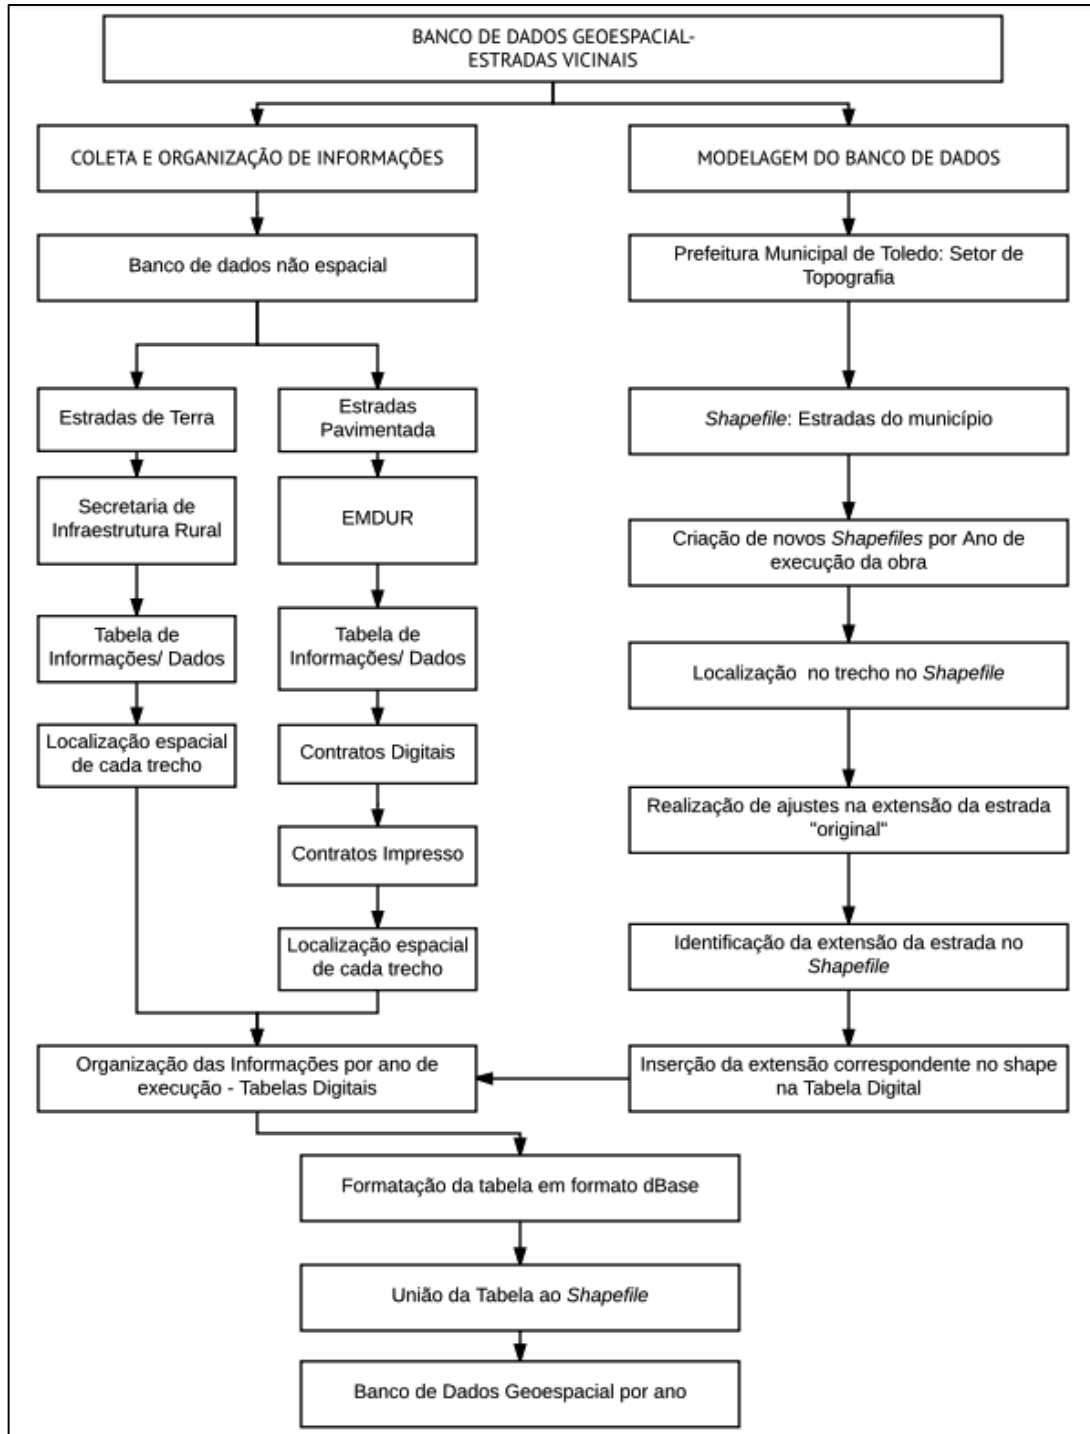 BANCO DE DADOS GEOESPACIAL-
ESTRADAS VICINAIS
COLETA E ORGANIZAÇÃO DE INFORMAÇÕES
MODELAGEM DO BANCO DE DADOS
Banco de dados não espacial
Prefeitura Municipal de Toledo: Setor de
Topografia
Estradas de Terra
Estradas
Pavimentada
Shapefile: Estradas do município
Secretaria de
Infraestrutura Rural
EMDUR
Criação de novos Shapefiles por Ano de
execução da obra
Tabela de
Informações/ Dados
Tabela de
Informações/ Dados
Localização  no trecho no Shapefile
Localização espacial
de cada trecho
Contratos Digitais
Realização de ajustes na extensão da estrada
"original"
Contratos Impresso
Localização espacial
de cada trecho
Identificação da extensão da estrada no
Shapefile
Organização das Informações por ano de
execução - Tabelas Digitais
Inserção da extensão correspondente no shape
na Tabela Digital
Formatação da tabela em formato dBase
União da Tabela ao Shapefile
Banco de Dados Geoespacial por ano